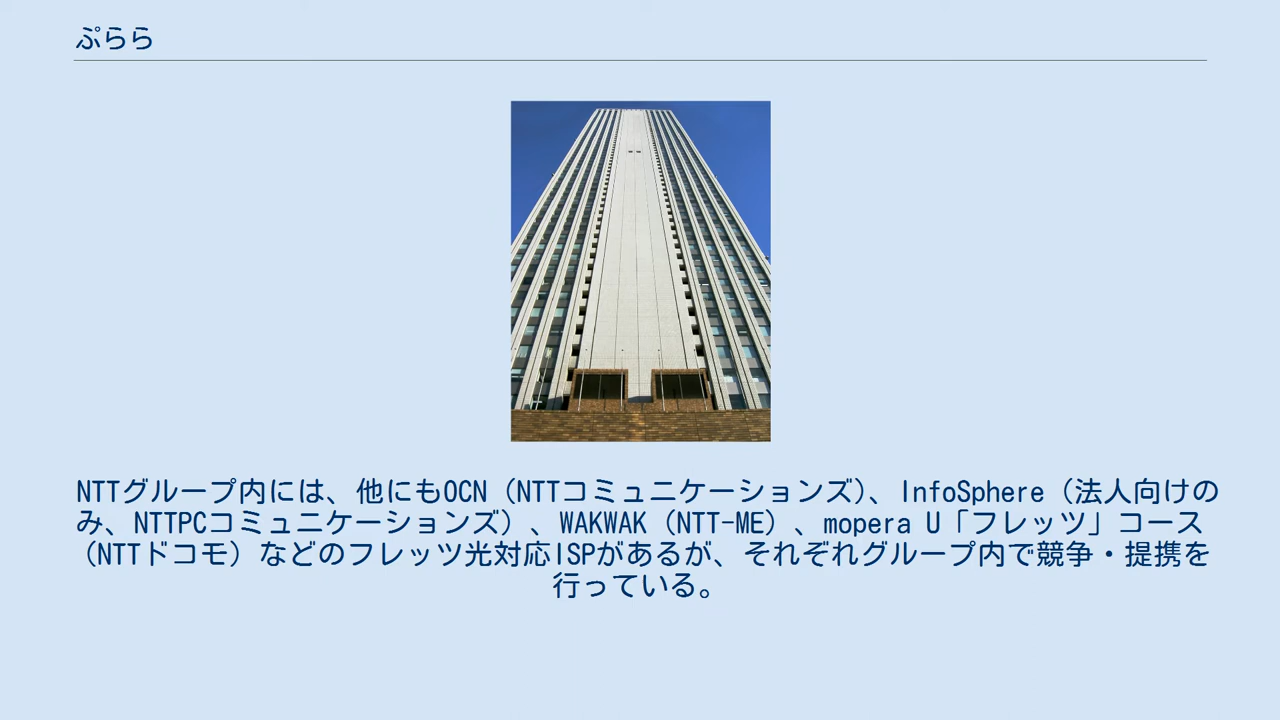 ぷらら
NTTグループ内には、他にもOCN（NTTコミュニケーションズ）、InfoSphere（法人向けの
み、NTTPCコミュニケーションズ）、WAKWAK（NTT-ME）、mopera U「フレッツ」コース
（NTTドコモ）などのフレッツ光対応ISPがあるが、それぞれグループ内で競争・提携を
行っている。